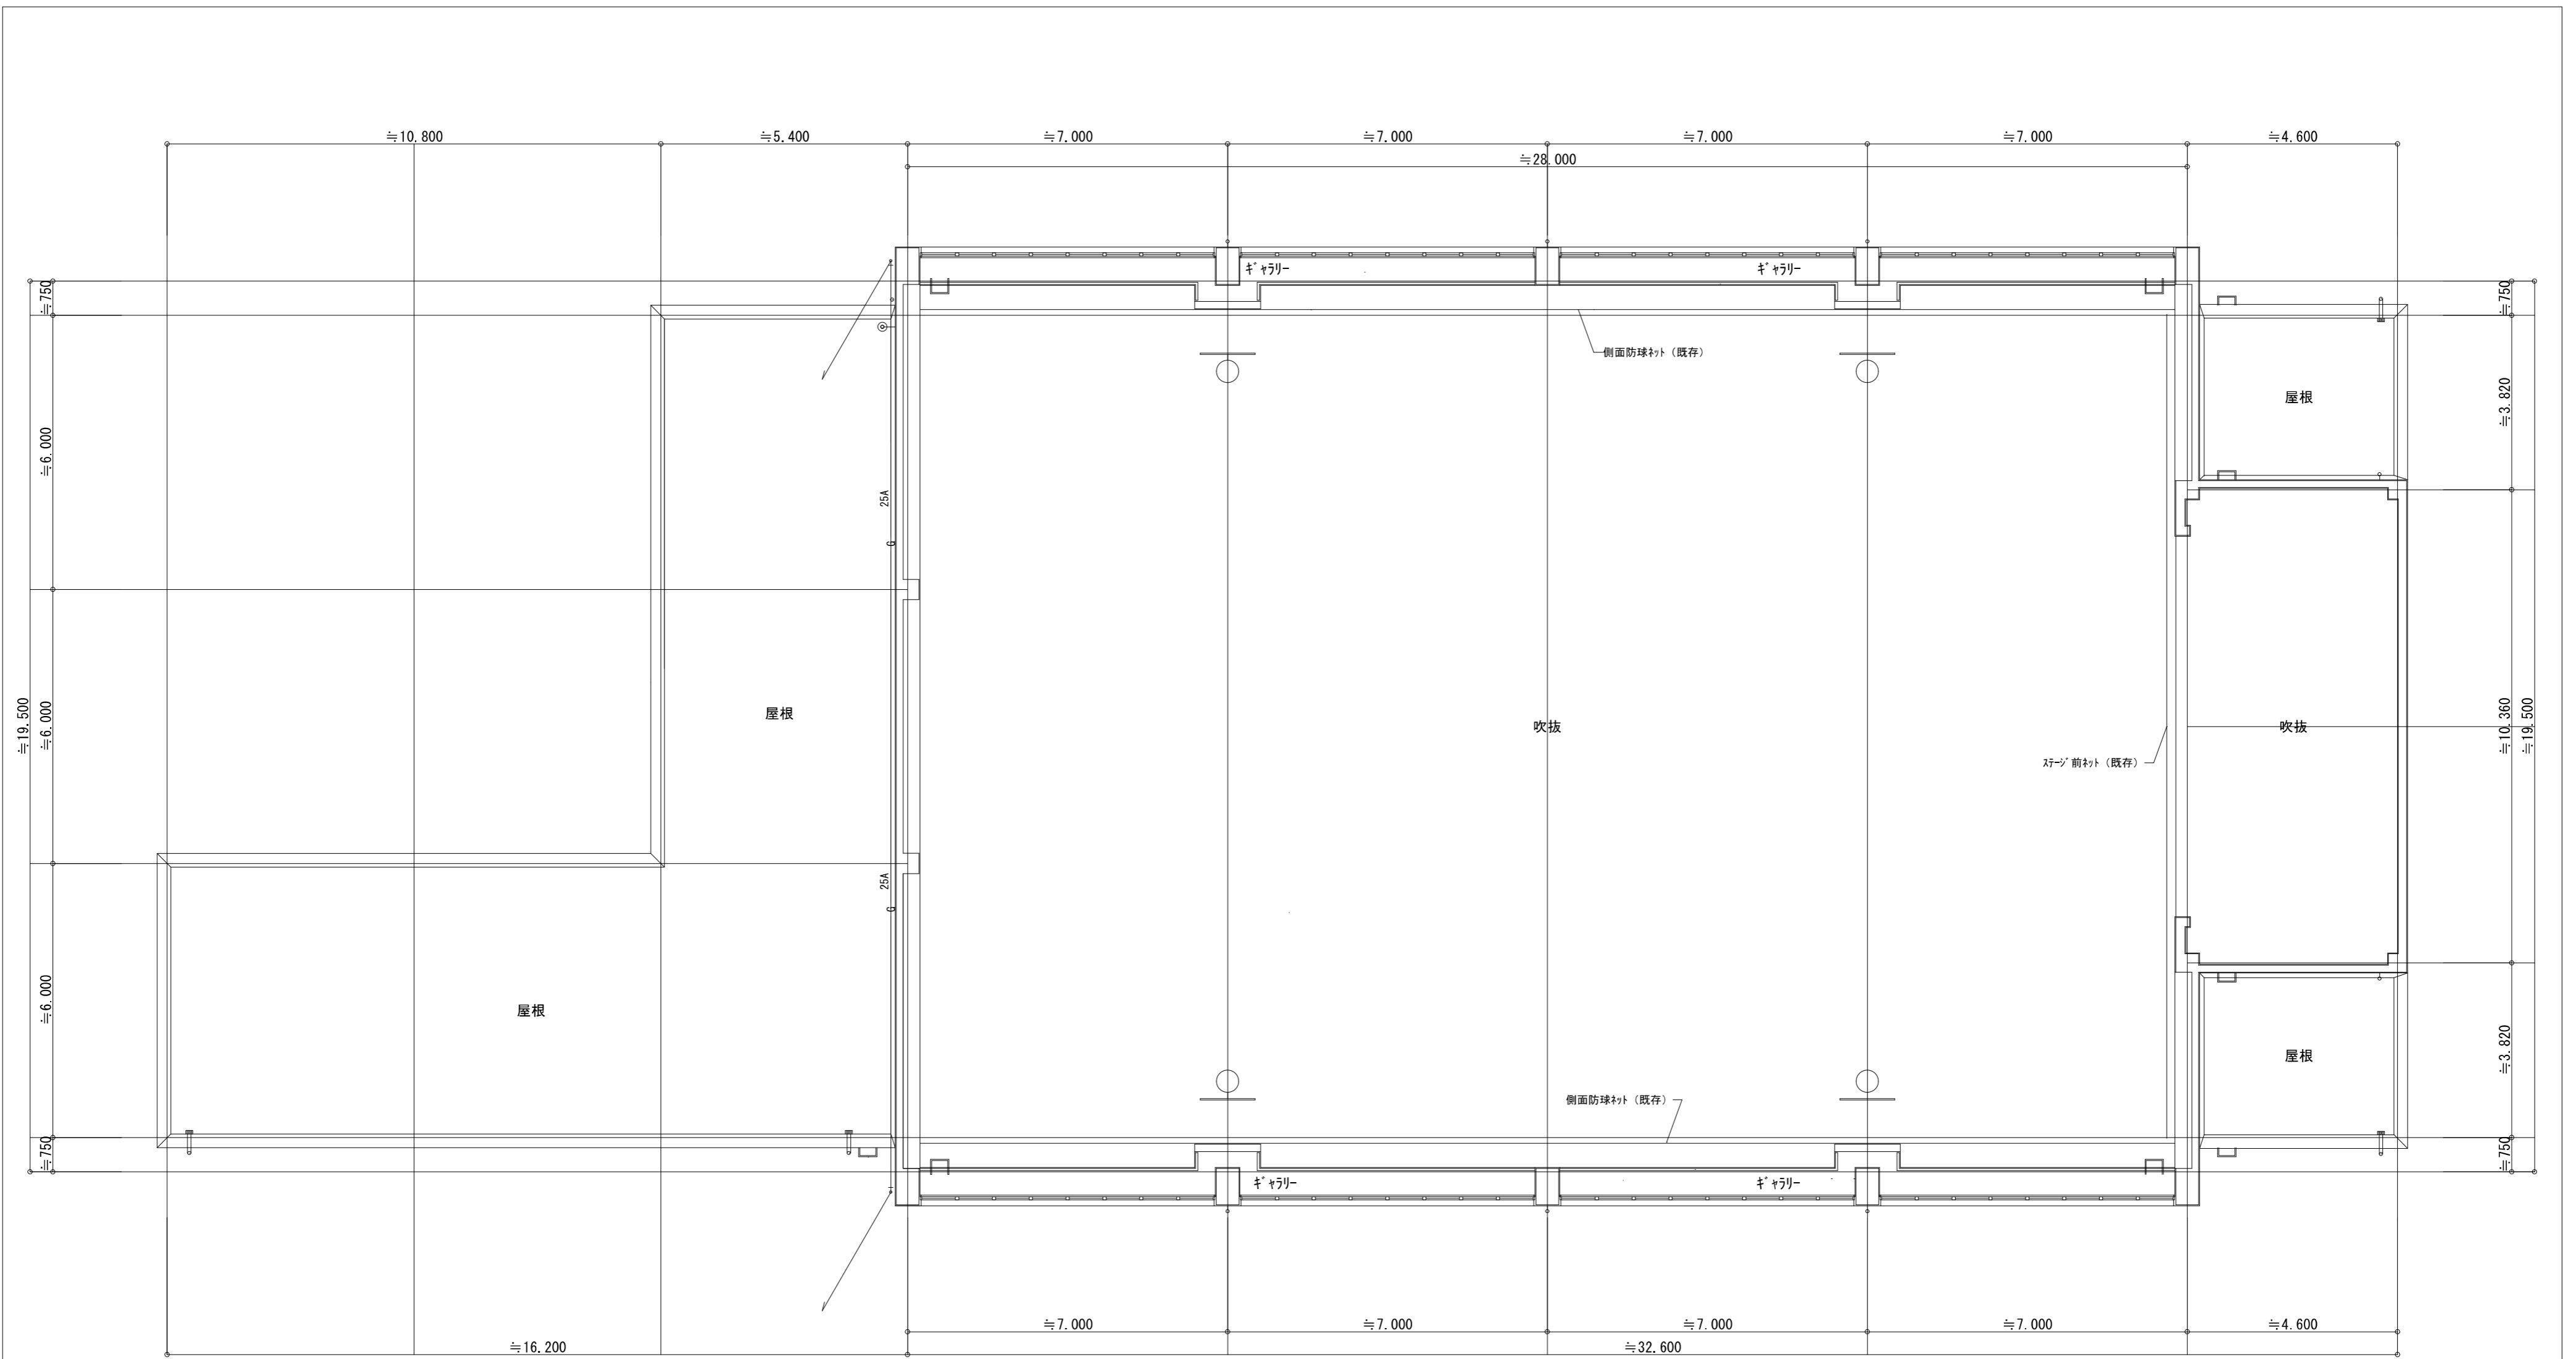 ≒10.800
≒5.400
≒7.000
≒7.000
≒7.000
≒7.000
≒4.600
≒28.000
ギャラリー
ギャラリー
≒750
≒750
側面防球ネット（既存）
屋根
≒3.820
≒6.000
25A
G
≒19.500
≒6.000
屋根
吹抜
吹抜
≒10.360
≒19.500
ステージ前ネット（既存）
25A
G
≒6.000
屋根
屋根
≒3.820
側面防球ネット（既存）
≒750
≒750
ギャラリー
ギャラリー
≒7.000
≒7.000
≒7.000
≒7.000
≒4.600
≒16.200
≒32.600